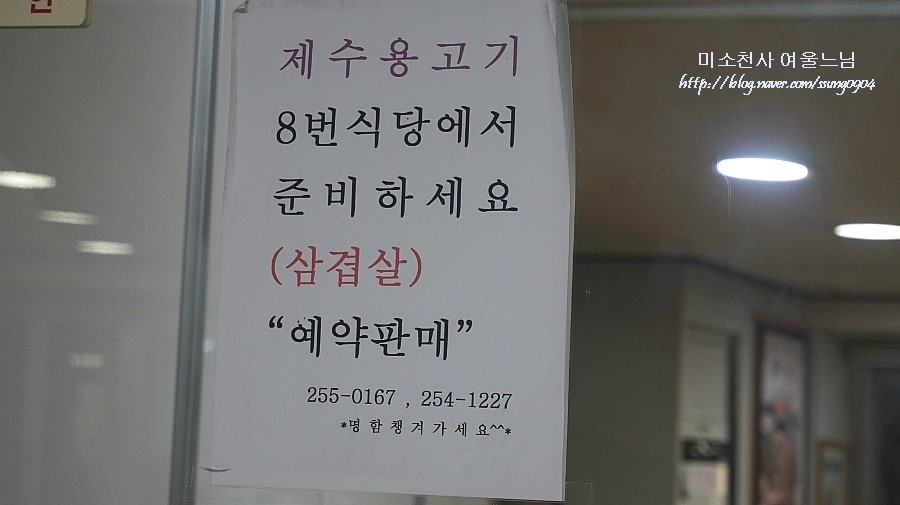 제수용고기
8번식당에서
준비하세요
(삼겹살)
“예약판매”
255-0167 , 254-1227
*명함챙겨가세요^^*
미소천사 여울느님
http://blog.naver.com/ssung0904